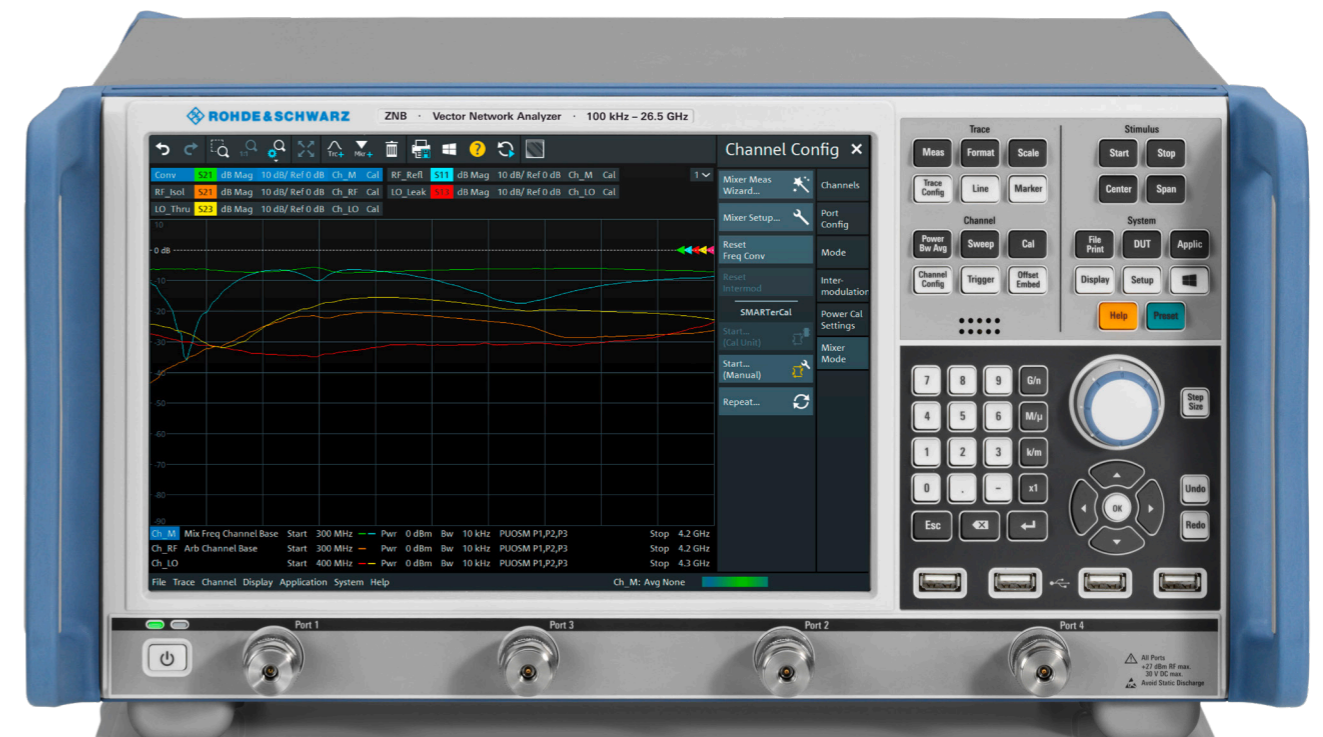 ROHDE&SCHWARZ ZNB · Vector Network Analyzer · 100 kHz – 26.5 GHz
Trc+ Mkr+ ?
Channel Config ×
Conv S21 dB Mag 10 dB/ Ref 0 dB Ch_M Cal RF_Refl S11 dB Mag 10 dB/ Ref 0 dB Ch_M Cal 1
RF_Isol S21 dB Mag 10 dB/ Ref 0 dB Ch_RF Cal LO_Leak S13 dB Mag 10 dB/ Ref 0 dB Ch_LO Cal
LO_Thru S23 dB Mag 10 dB/ Ref 0 dB Ch_LO Cal
10
0 dB
-10
-20
-30
-40
-50
-60
-70
-80
-90
Ch_M Mix Freq Channel Base Start 300 MHz Pwr 0 dBm Bw 10 kHz PUOSM P1,P2,P3 Stop 4.2 GHz
Ch_RF Arb Channel Base Start 300 MHz Pwr 0 dBm Bw 10 kHz PUOSM P1,P2,P3 Stop 4.2 GHz
Ch_LO Start 400 MHz Pwr 0 dBm Bw 10 kHz PUOSM P1,P2,P3 Stop 4.3 GHz
File Trace Channel Display Application System Help Ch_M: Avg None
Mixer Meas
Wizard...
Mixer Setup...
Reset
Freq Conv
Reset
Intermod
SMARTerCal
Start...
(Cal Unit)
Start...
(Manual)
Repeat...
Channels
Port
Config
Mode
Inter-
modulation
Power Cal
Settings
Mixer
Mode
Trace
Meas Format Scale
Trace
Config
Line Marker
Channel
Power
Bw Avg
Sweep Cal
Channel
Config
Trigger
Offset
Embed
Stimulus
Start Stop
Center Span
System
File
Print
DUT Applic
Display Setup
Help Preset
7 8 9 G/n
4 5 6 M/µ
1 2 3 k/m
0 . - x1
Esc
Step
Size
OK
Undo
Redo
Port 1 Port 3 Port 2 Port 4
All Ports
+27 dBm RF max.
30 V DC max.
Avoid Static Discharge